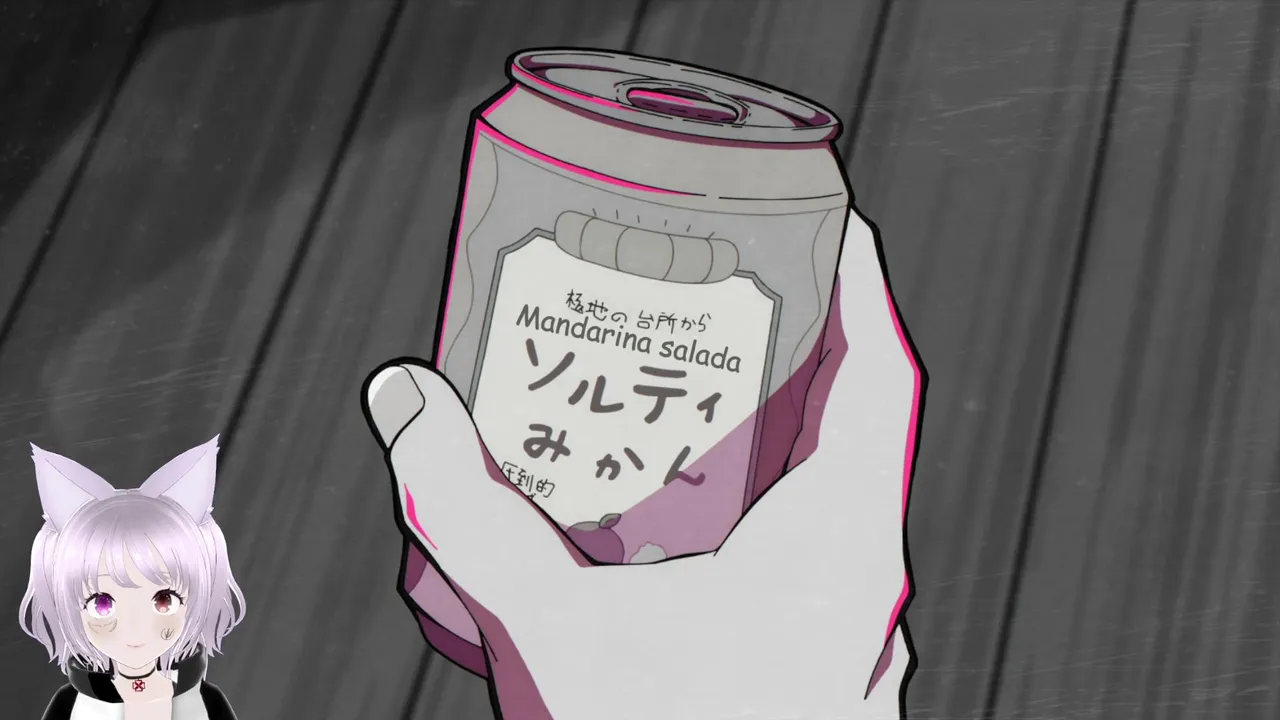 極地の台所から
Mandarina salada
ソルティ
みかん
圧倒的